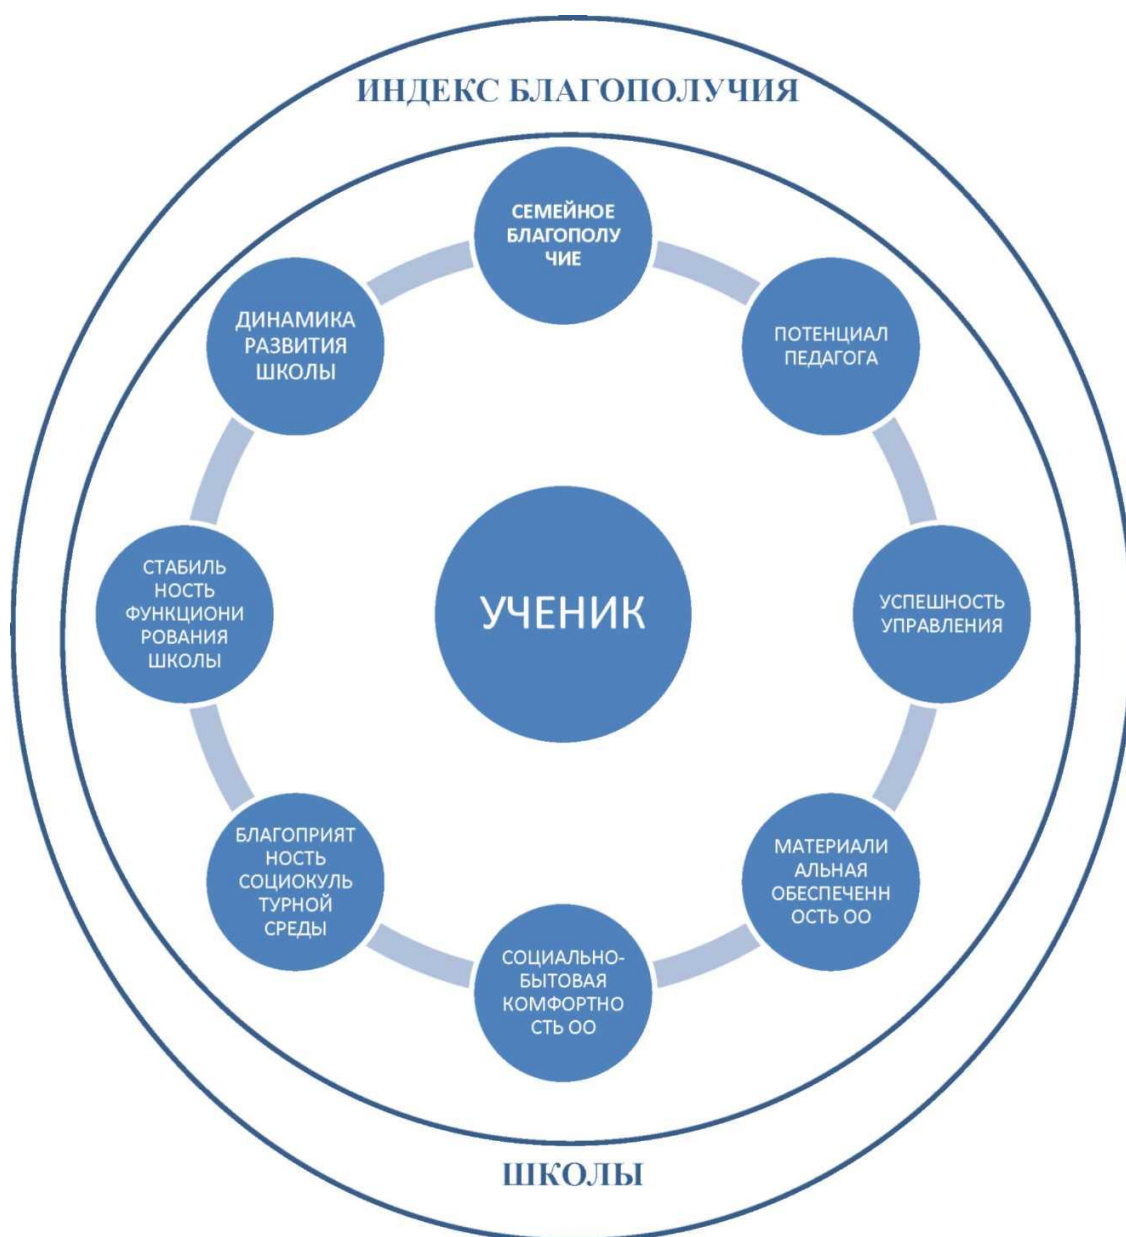 ИНДЕКС БЛАГОПОЛУЧИЯ
СЕМЕЙНОЕ
БЛАГОПОЛУ
ЧИЕ
ПОТЕНЦИАЛ
ПЕДАГОГА
УСПЕШНОСТЬ
УПРАВЛЕНИЯ
МАТЕРИАЛИ
АЛЬНАЯ
ОБЕСПЕЧЕНН
ОСТЬ ОО
СОЦИАЛЬНО-
БЫТОВАЯ
КОМФОРТНО
СТЬ ОО
БЛАГОПРИЯТ
НОСТЬ
СОЦИОКУЛЬ
ТУРНОЙ
СРЕДЫ
СТАБИЛЬ
НОСТЬ
ФУНКЦИОНИ
РОВАНИЯ
ШКОЛЫ
ДИНАМИКА
РАЗВИТИЯ
ШКОЛЫ
УЧЕНИК
ШКОЛЫ